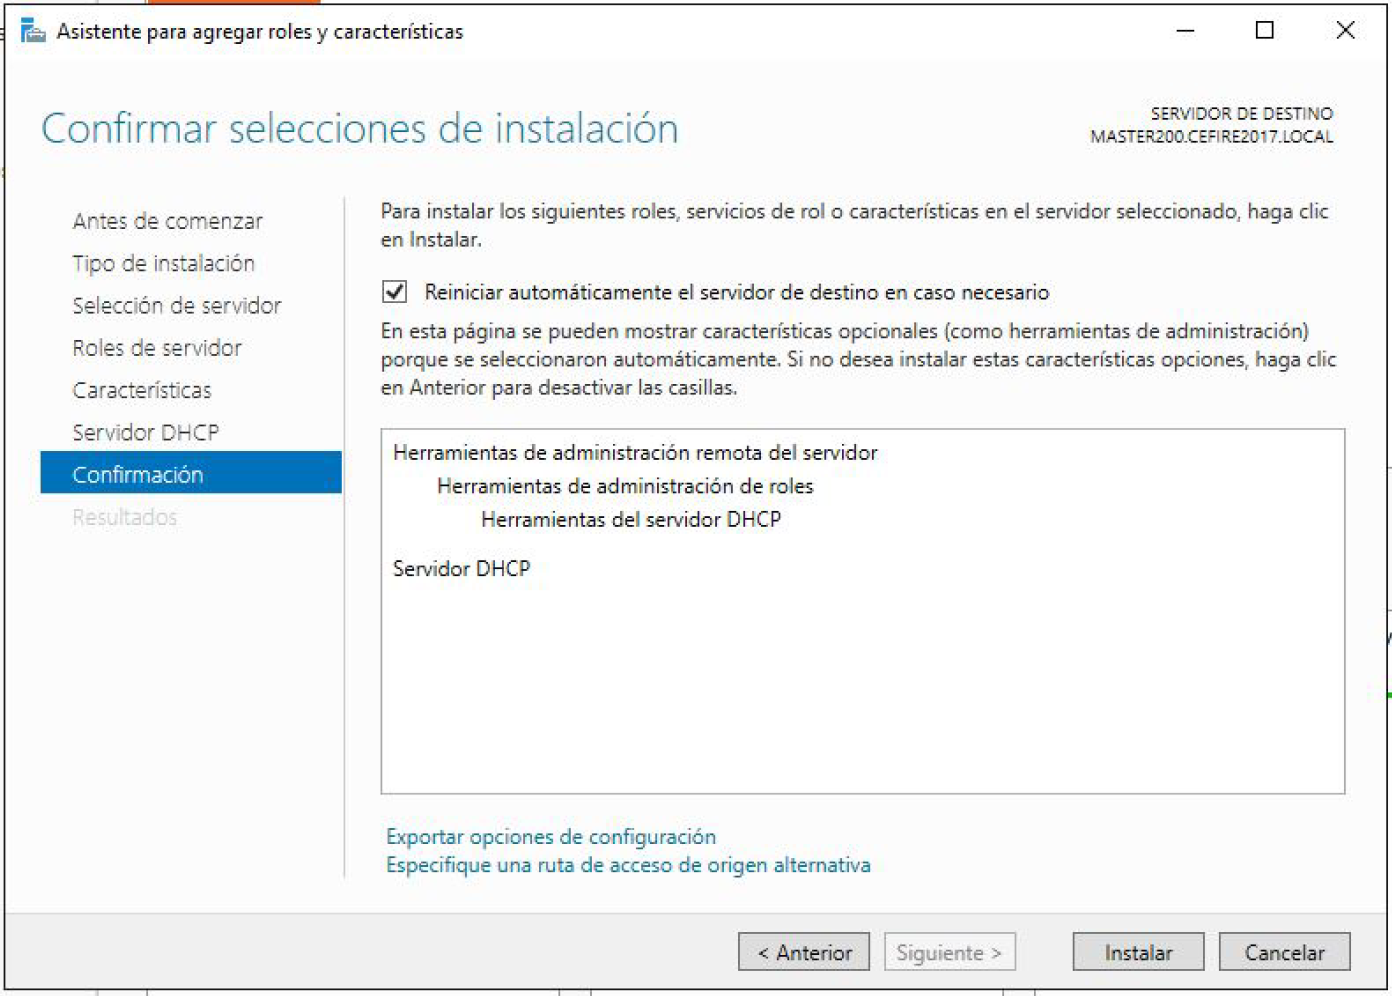 Asistente para agregar roles y características
Confirmar selecciones de instalación
SERVIDOR DE DESTINO
MASTER200.CEFIRE2017.LOCAL
Antes de comenzar
Tipo de instalación
Selección de servidor
Roles de servidor
Características
Servidor DHCP
Confirmación
Resultados
Para instalar los siguientes roles, servicios de rol o características en el servidor seleccionado, haga clic
en Instalar.
Reiniciar automáticamente el servidor de destino en caso necesario
En esta página se pueden mostrar características opcionales (como herramientas de administración)
porque se seleccionaron automáticamente. Si no desea instalar estas características opciones, haga clic
en Anterior para desactivar las casillas.
Herramientas de administración remota del servidor
Herramientas de administración de roles
Herramientas del servidor DHCP
Servidor DHCP
Exportar opciones de configuración
Especifique una ruta de acceso de origen alternativa
< Anterior
Siguiente >
Instalar
Cancelar